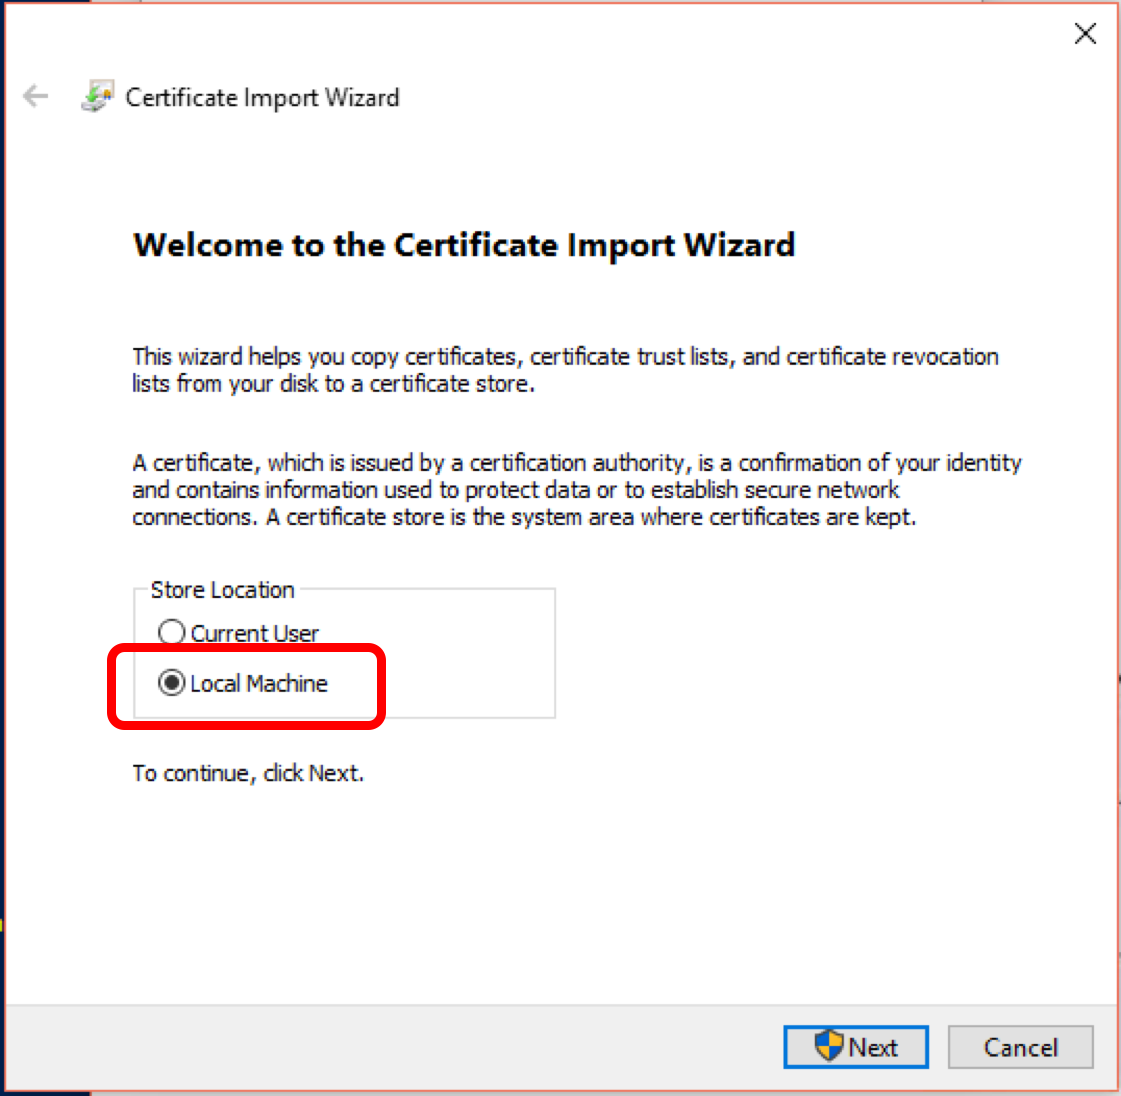 Certificate Import Wizard
Welcome to the Certificate Import Wizard
This wizard helps you copy certificates, certificate trust lists, and certificate revocation
lists from your disk to a certificate store.
A certificate, which is issued by a certification authority, is a confirmation of your identity
and contains information used to protect data or to establish secure network
connections. A certificate store is the system area where certificates are kept.
Store Location
Current User
Local Machine
To continue, click Next.
Next
Cancel